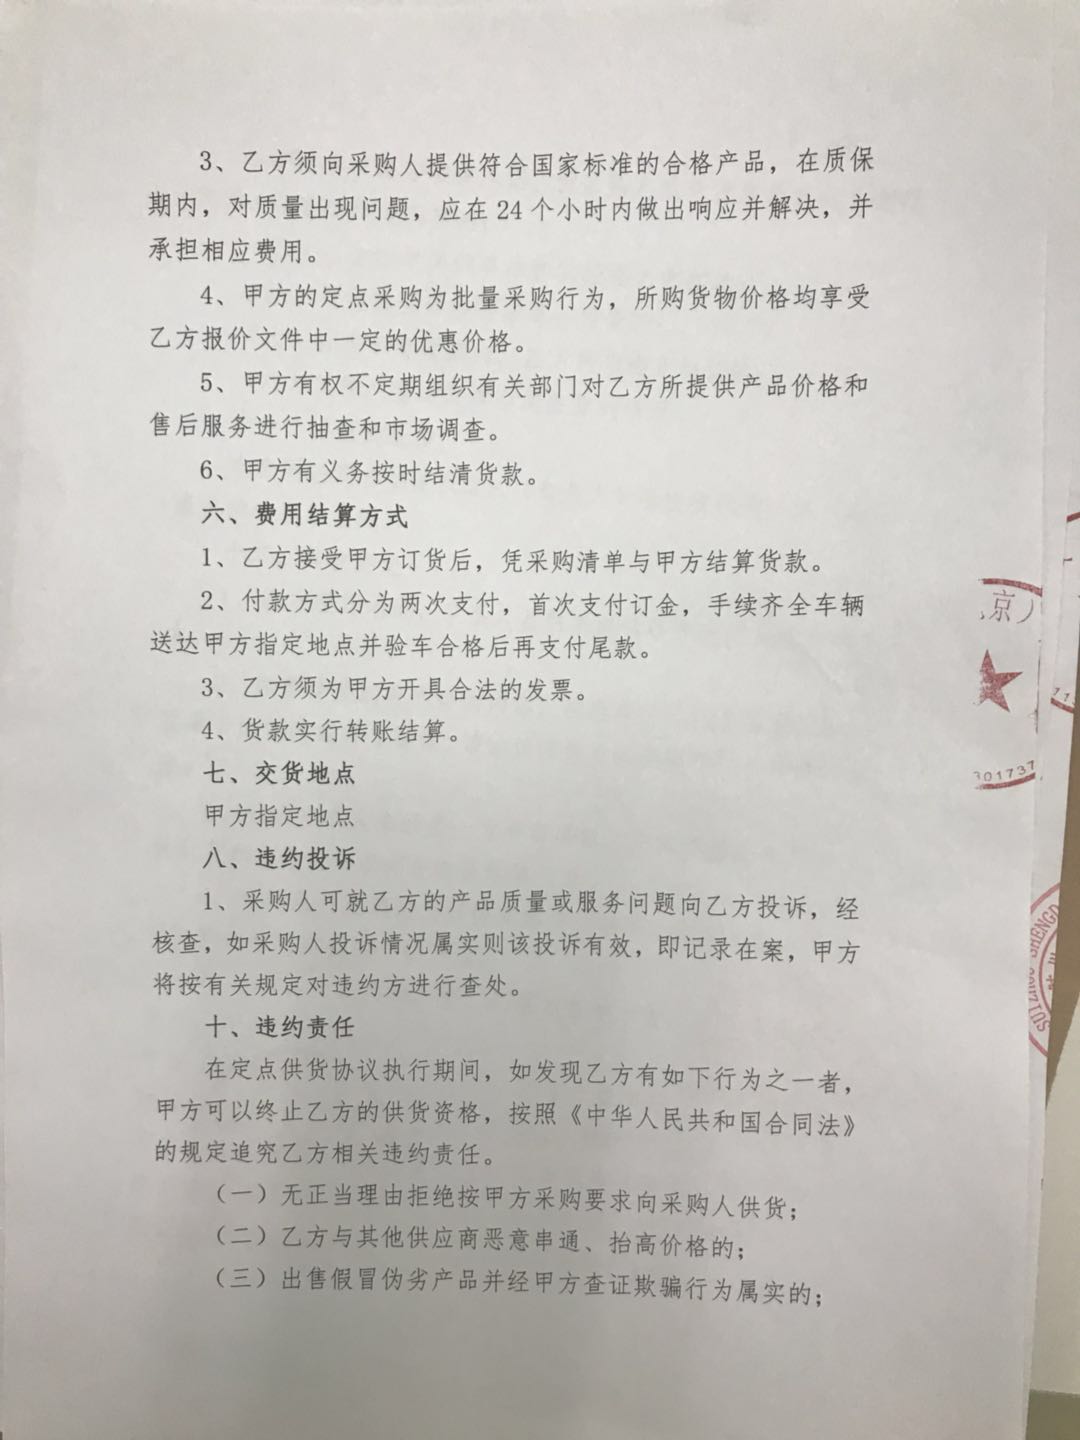 3、乙方须向采购人提供符合国家标准的合格产品，在质保
期内，对质量出现问题，应在 24 个小时内做出响应并解决，并
承担相应费用。
4、甲方的定点采购为批量采购行为，所购货物价格均享受
乙方报价文件中一定的优惠价格。
5、甲方有权不定期组织有关部门对乙方所提供产品价格和
售后服务进行抽查和市场调查。
6、甲方有义务按时结清货款。
六、费用结算方式
1、乙方接受甲方订货后，凭采购清单与甲方结算货款。
2、付款方式分为两次支付，首次支付订金，手续齐全车辆
送达甲方指定地点并验车合格后再支付尾款。
3、乙方须为甲方开具合法的发票。
4、货款实行转账结算。
七、交货地点
甲方指定地点
八、违约投诉
1、采购人可就乙方的产品质量或服务问题向乙方投诉，经
核查，如采购人投诉情况属实则该投诉有效，即记录在案，甲方
将按有关规定对违约方进行查处。
十、违约责任
在定点供货协议执行期间，如发现乙方有如下行为之一者，
甲方可以终止乙方的供货资格，按照《中华人民共和国合同法》
的规定追究乙方相关违约责任。
（一）无正当理由拒绝按甲方采购要求向采购人供货；
（二）乙方与其他供应商恶意串通、抬高价格的；
（三）出售假冒伪劣产品并经甲方查证欺骗行为属实的；
京
301737
SUIZHOU SHENGD